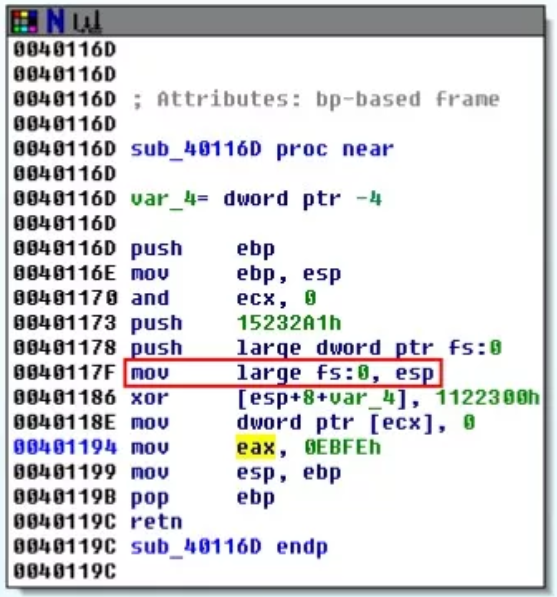 0040116D
0040116D
0040116D ; Attributes: bp-based frame
0040116D
0040116D sub_40116D proc near
0040116D
0040116D var_4= dword ptr -4
0040116D
0040116D push ebp
0040116E mov ebp, esp
00401170 and ecx, 0
00401173 push 15232A1h
00401178 push large dword ptr fs:0
0040117F mov large fs:0, esp
00401186 xor [esp+8+var_4], 1122300h
0040118E mov dword ptr [ecx], 0
00401194 mov eax, 0EBFEh
00401199 mov esp, ebp
0040119B pop ebp
0040119C retn
0040119C sub_40116D endp
0040119C